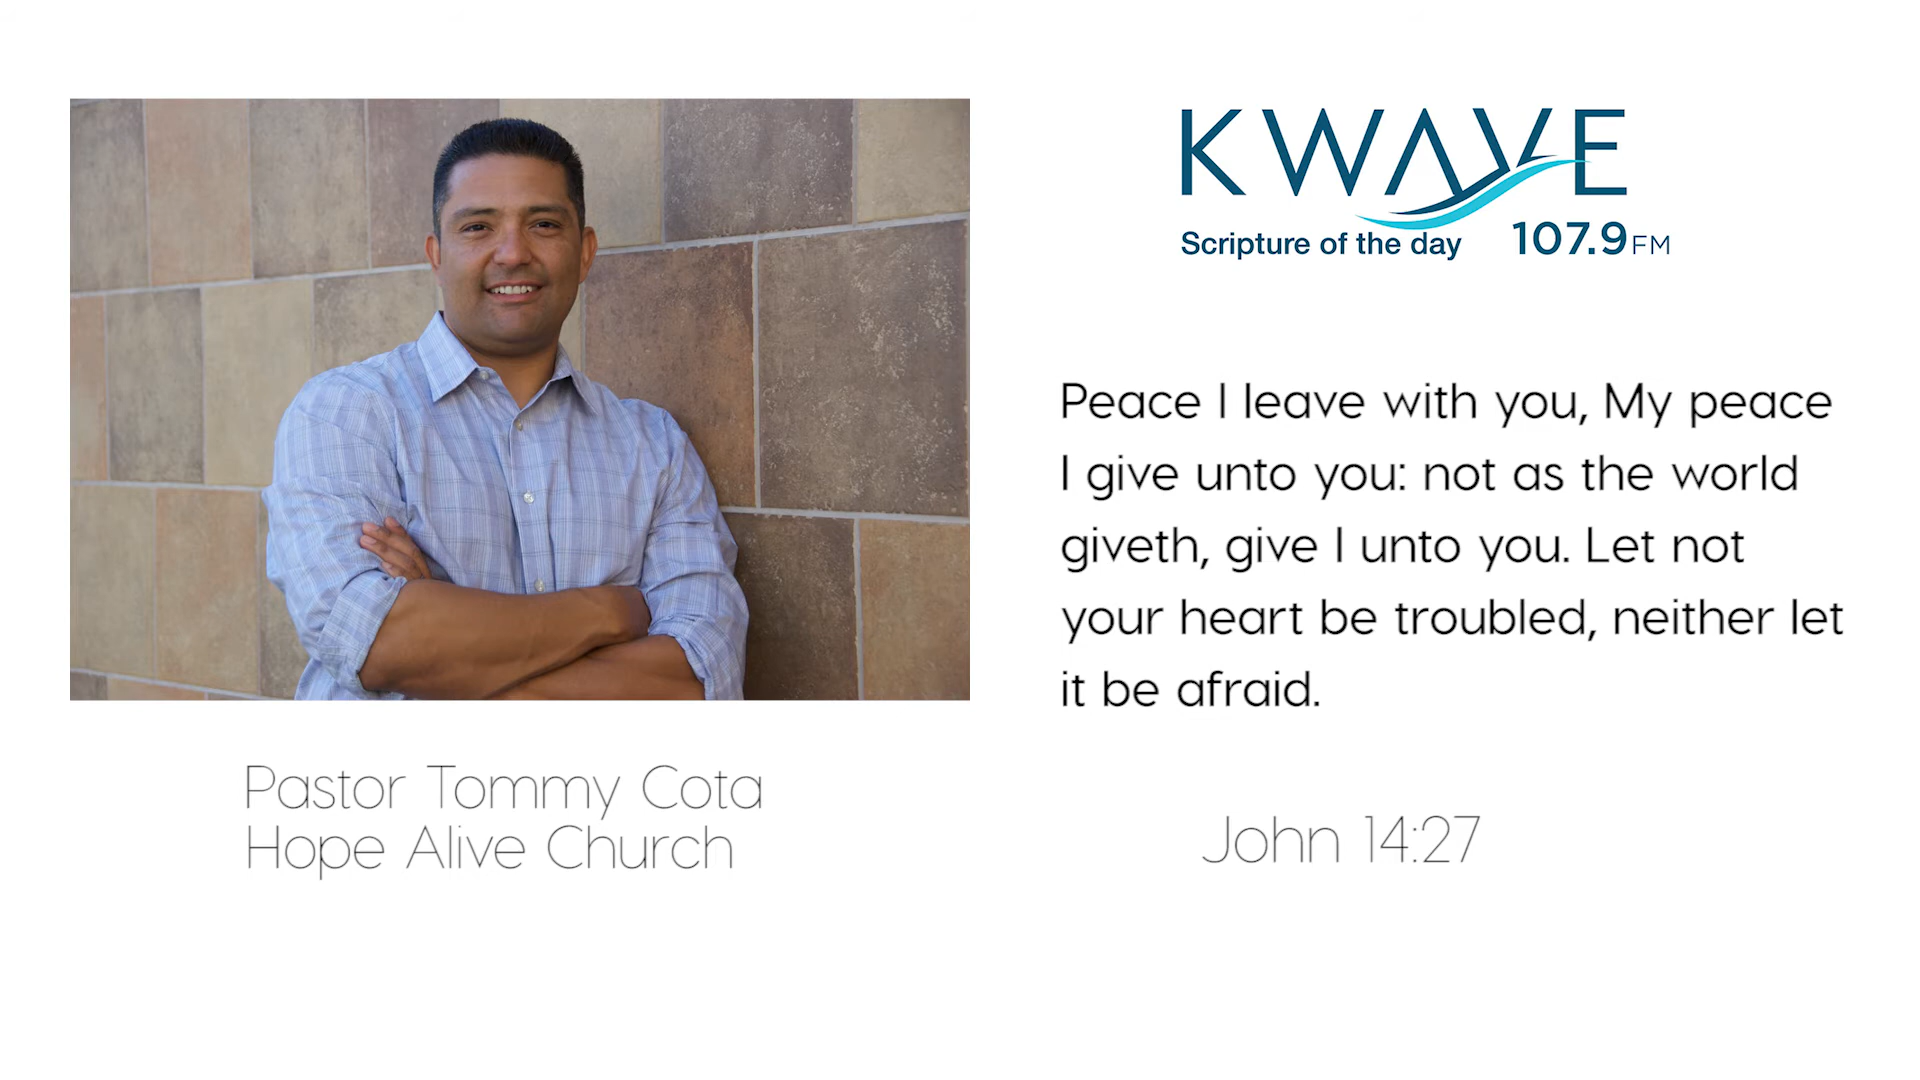 KWAVE
Scripture of the day 107.9 FM
Peace I leave with you, My peace
I give unto you: not as the world
giveth, give I unto you. Let not
your heart be troubled, neither let
it be afraid.
John 14:27
Pastor Tommy Cota
Hope Alive Church